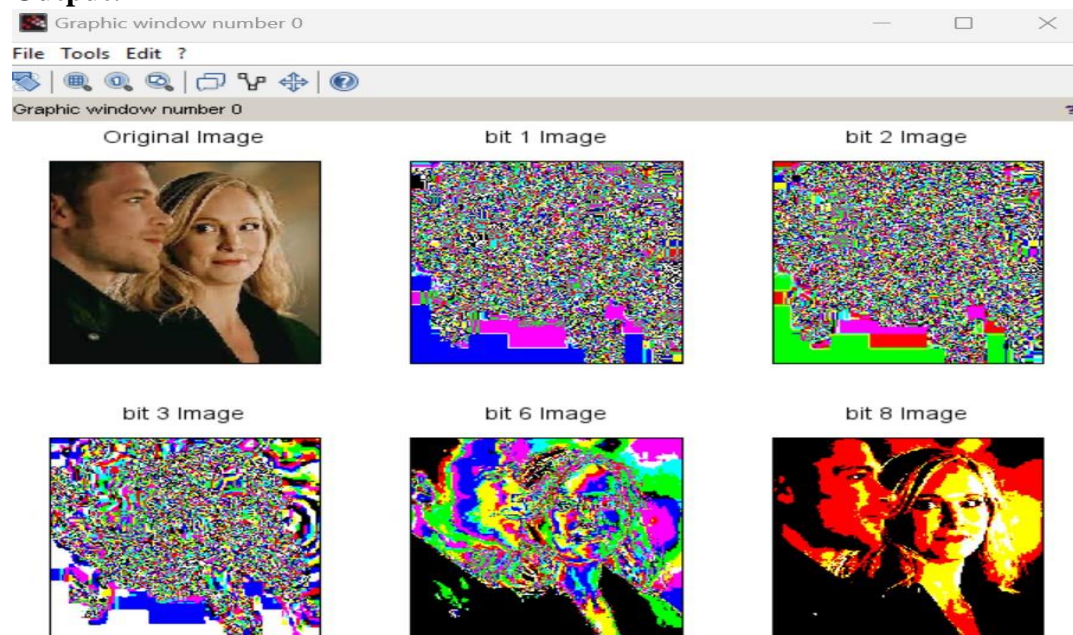 Graphic window number 0
File Tools Edit ?
Graphic window number 0
Original Image bit 1 Image bit 2 Image
bit 3 Image bit 6 Image bit 8 Image